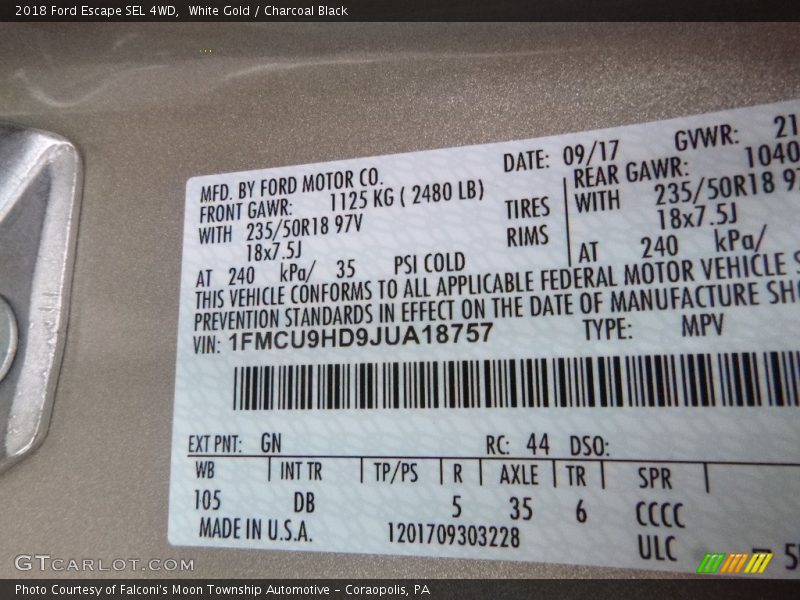 2018 Ford Escape SEL 4WD, White Gold / Charcoal Black
MFD. BY FORD MOTOR CO.
DATE: 09/17 GVWR: 21
FRONT GAWR: 1125 KG ( 2480 LB)
REAR GAWR: 1040
WITH 235/50R18 97V TIRES WITH 235/50R18 97
18x7.5J RIMS 18x7.5J
AT 240 kPa/ 35 PSI COLD AT 240 kPa/
THIS VEHICLE CONFORMS TO ALL APPLICABLE FEDERAL MOTOR VEHICLE S
PREVENTION STANDARDS IN EFFECT ON THE DATE OF MANUFACTURE SHO
VIN: 1FMCU9HD9JUA18757 TYPE: MPV
EXT PNT: GN RC: 44 DSO:
WB INT TR TP/PS R AXLE TR SPR
105 DB 5 35 6 CCCC
MADE IN U.S.A. 1201709303228 ULC
GTCARLOT.COM
Photo Courtesy of Falconi's Moon Township Automotive – Coraopolis, PA